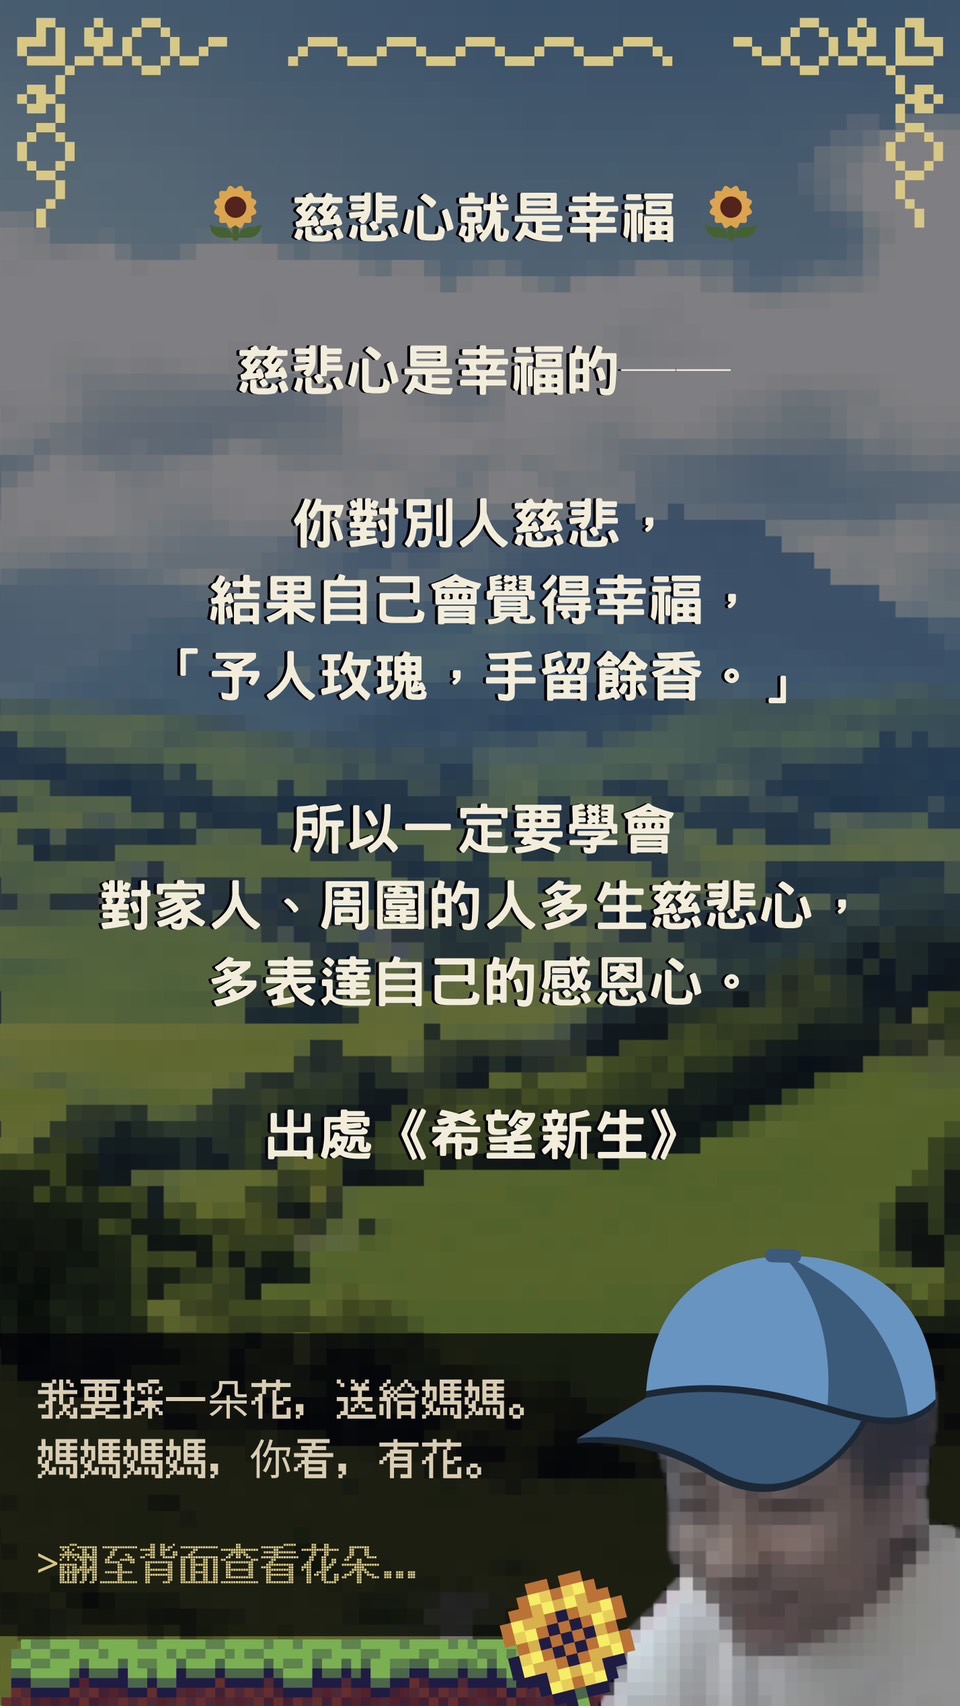 慈悲心就是幸福
慈悲心是幸福的——
你對別人慈悲，
結果自己會覺得幸福，
「予人玫瑰，手留餘香。」
所以一定要學會
對家人、周圍的人多生慈悲心，
多表達自己的感恩心。
出處《希望新生》
我要採一朵花，送給媽媽。
媽媽媽媽，你看，有花。
>翻至背面查看花朵...